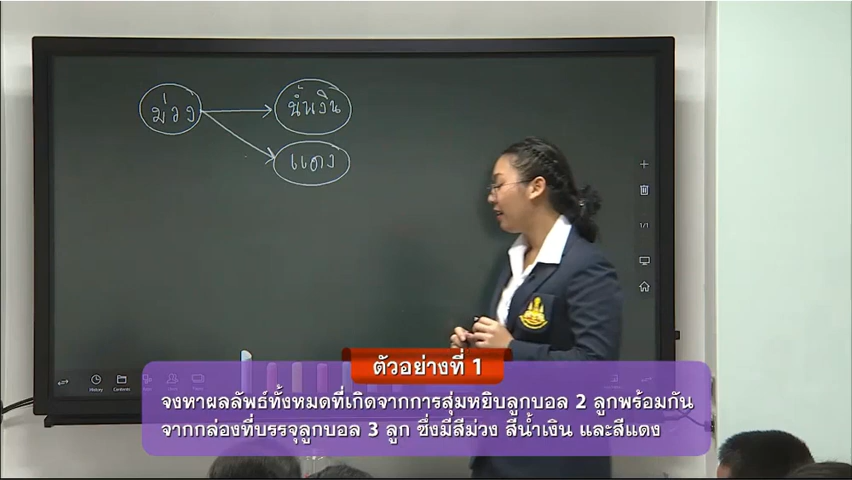 ม่วง
น้ำเงิน
แดง
1/1
History
Contents
ตัวอย่างที่ 1
จงหาผลลัพธ์ทั้งหมดที่เกิดจากการสุ่มหยิบลูกบอล 2 ลูกพร้อมกัน
จากกล่องที่บรรจุลูกบอล 3 ลูก ซึ่งมีสีม่วง สีน้ำเงิน และสีแดง